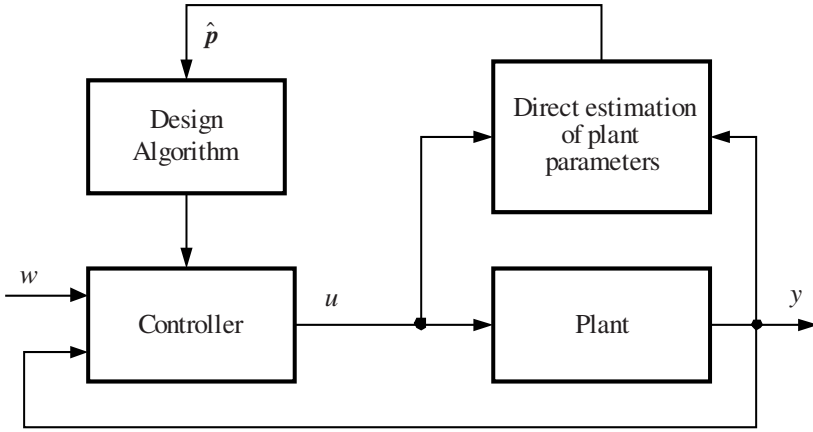 p̂
Design
Algorithm
Direct estimation
of plant
parameters
w
Controller
u
Plant
y